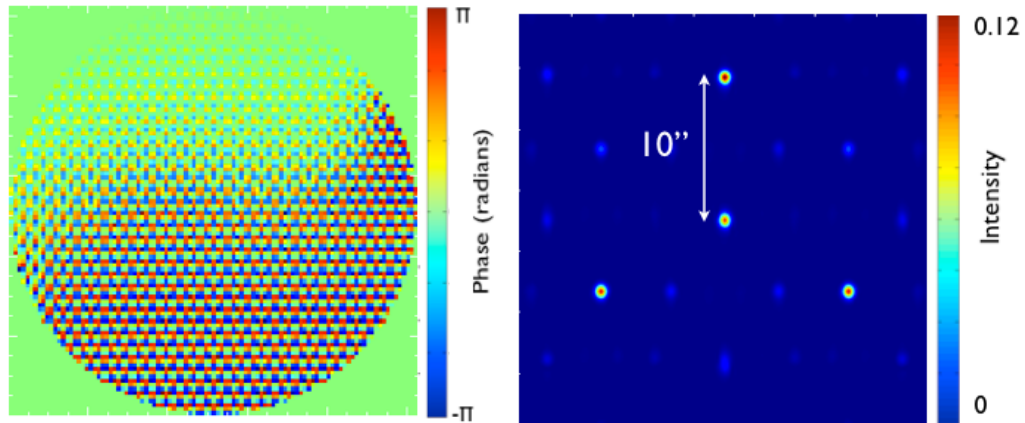 π
Phase (radians)
-π
10”
0.12
Intensity
0